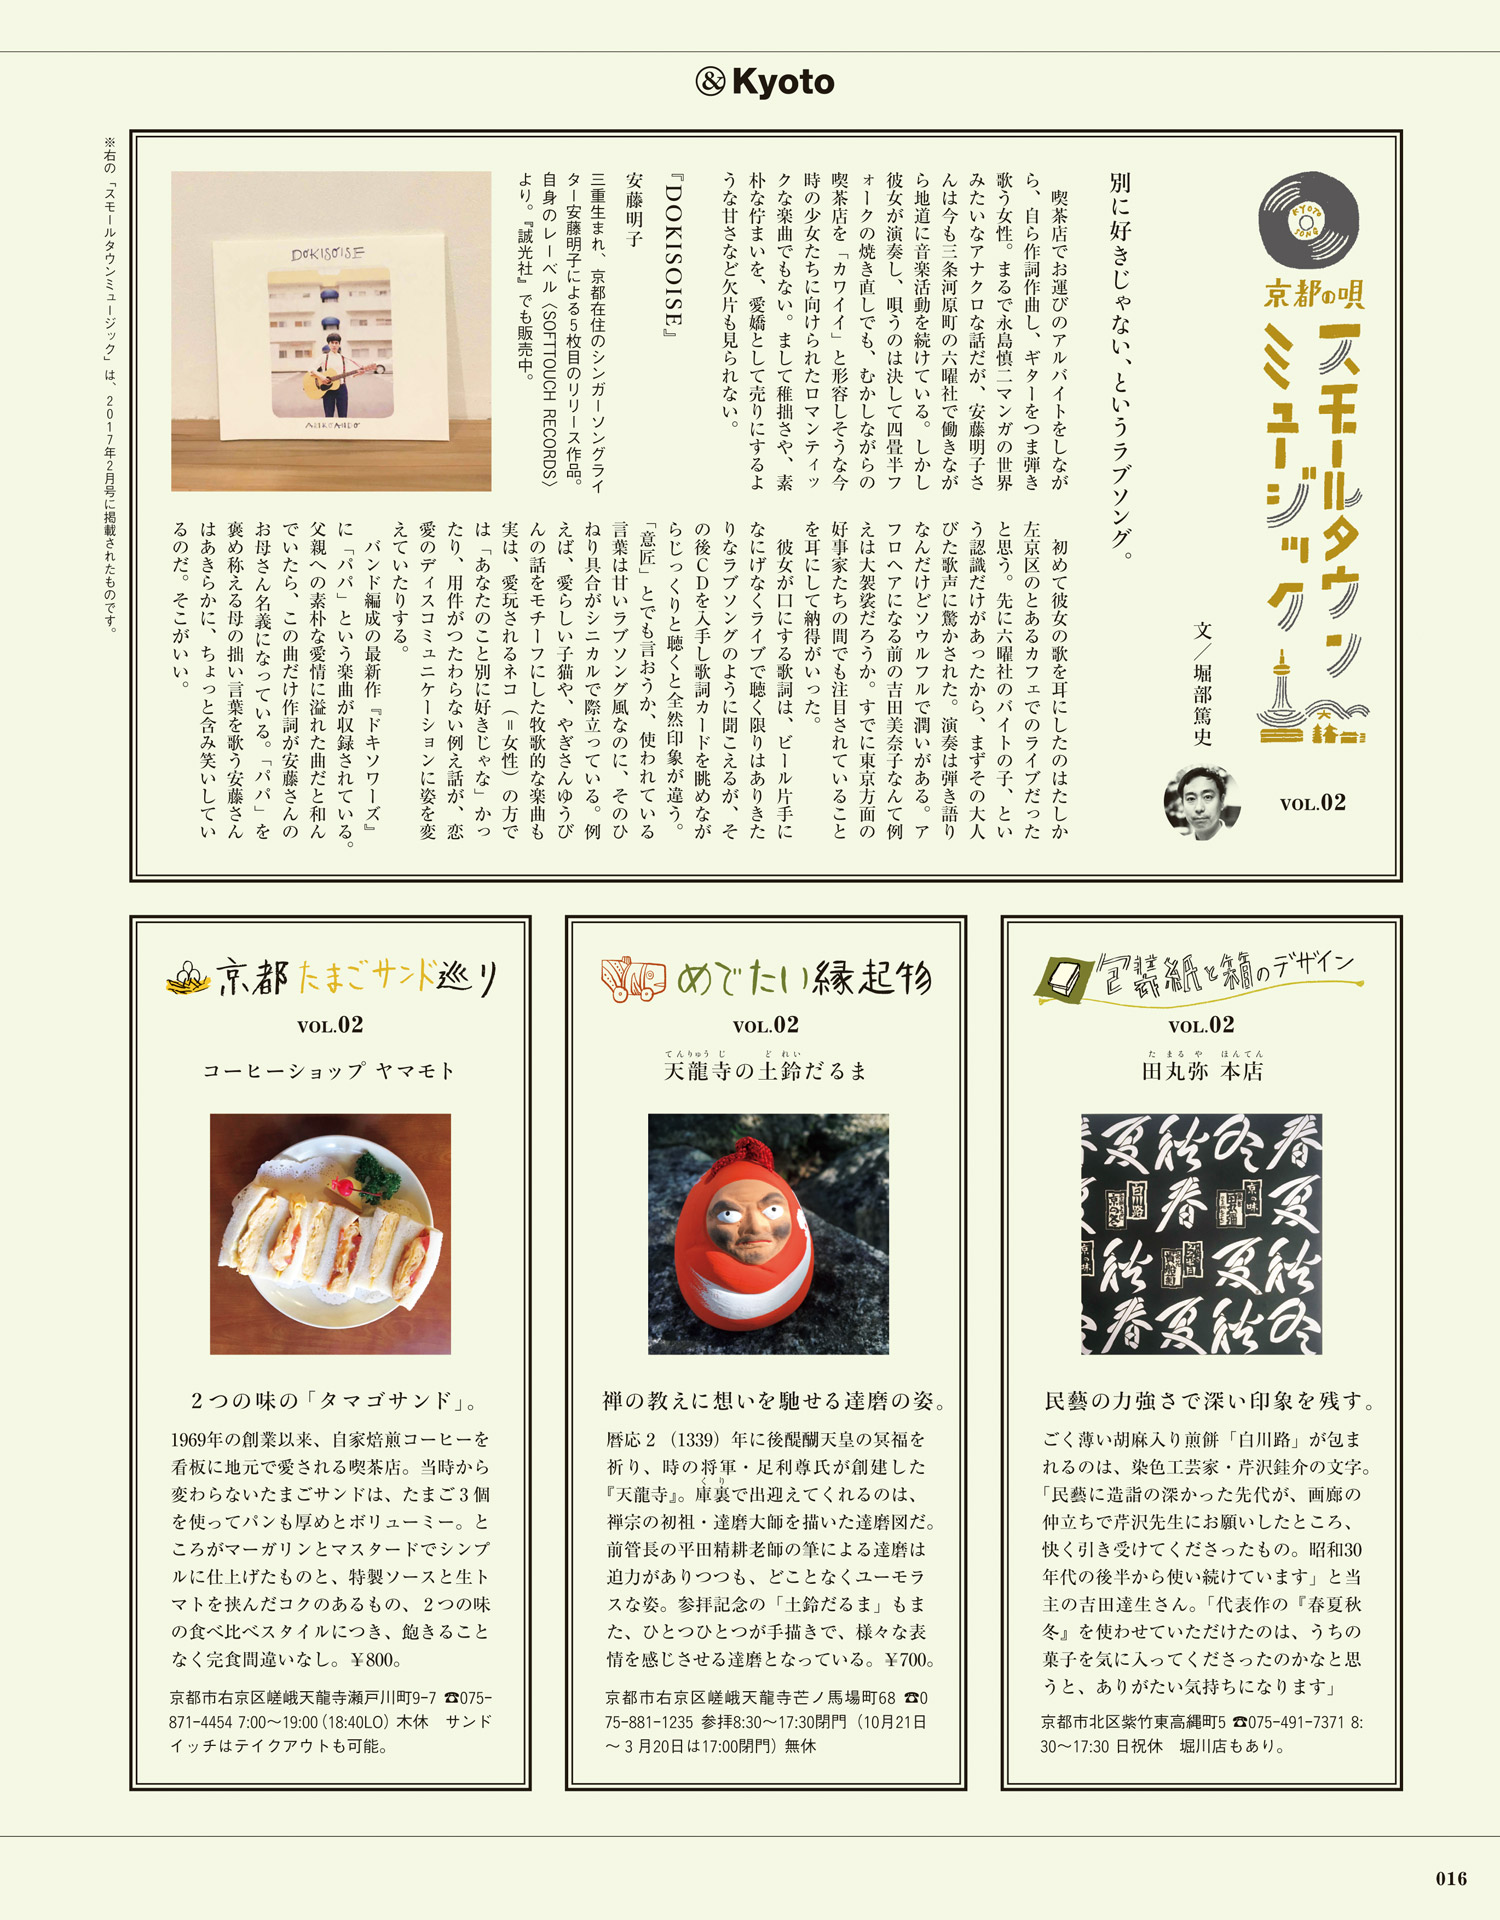 & Kyoto
KYOTO SONG
京都の唄
スモールタウン
ミュージック
VOL.02
文／堀部篤史
別に好きじゃない、というラブソング。
喫茶店でお運びのアルバイトをしなが
ら、自ら作詞作曲し、ギターをつま弾き
歌う女性。まるで永島慎二マンガの世界
みたいなアナクロな話だが、安藤明子さ
んは今も三条河原町の六曜社で働きなが
ら地道に音楽活動を続けている。しかし
彼女が演奏し、唄うのは決して四畳半フ
ォークの焼き直しでも、むかしながらの
喫茶店を「カワイイ」と形容しそうな今
時の少女たちに向けられたロマンティッ
クな楽曲でもない。まして稚拙さや、素
朴な佇まいを、愛嬌として売りにするよ
うな甘さなど欠片も見られない。
『DOKISOISE』
安藤明子
三重生まれ、京都在住のシンガーソングライ
ター安藤明子による5枚目のリリース作品。
自身のレーベル〈SOFTTOUCH RECORDS〉
より。『誠光社』でも販売中。
DOKISOISE
AKIKO ANDO
初めて彼女の歌を耳にしたのはたしか
左京区のとあるカフェでのライブだった
と思う。先に六曜社のバイトの子、とい
う認識だけがあったから、まずその大人
びた歌声に驚かされた。演奏は弾き語り
なんだけどソウルフルで潤いがある。ア
フロヘアになる前の吉田美奈子なんて例
えは大袈裟だろうか。すでに東京方面の
好事家たちの間でも注目されていること
を耳にして納得がいった。
彼女が口にする歌詞は、ビール片手に
なにげなくライブで聴く限りはありきた
りなラブソングのように聞こえるが、そ
の後CDを入手し歌詞カードを眺めなが
らじっくりと聴くと全然印象が違う。
「意匠」とでも言おうか、使われている
言葉は甘いラブソング風なのに、そのひ
ねり具合がシニカルで際立っている。例
えば、愛らしい子猫や、やぎさんゆうび
んの話をモチーフにした牧歌的な楽曲も
実は、愛玩されるネコ（＝女性）の方で
は「あなたのこと別に好きじゃな」かっ
たり、用件がつたわらない例え話が、恋
愛のディスコミュニケーションに姿を変
えていたりする。
バンド編成の最新作『ドキソワーズ』
に「パパ」という楽曲が収録されている。
父親への素朴な愛情に溢れた曲だと和ん
でいたら、この曲だけ作詞が安藤さんの
お母さん名義になっている。「パパ」を
褒め称える母の拙い言葉を歌う安藤さん
はあきらかに、ちょっと含み笑いしてい
るのだ。そこがいい。
※右の「スモールタウンミュージック」は、2017年2月号に掲載されたものです。
京都たまごサンド巡り
VOL.02
コーヒーショップ ヤマモト
2つの味の「タマゴサンド」。
1969年の創業以来、自家焙煎コーヒーを
看板に地元で愛される喫茶店。当時から
変わらないたまごサンドは、たまご3個
を使ってパンも厚めとボリューミー。と
ころがマーガリンとマスタードでシンプ
ルに仕上げたものと、特製ソースと生ト
マトを挟んだコクのあるもの、2つの味
の食べ比べスタイルにつき、飽きること
なく完食間違いなし。￥800。
京都市右京区嵯峨天龍寺瀬戸川町9-7 ☎075-
871-4454 7:00〜19:00（18:40LO）木休　サンド
イッチはテイクアウトも可能。
めでたい縁起物
VOL.02
てんりゅうじ　どれい
天龍寺の土鈴だるま
禅の教えに想いを馳せる達磨の姿。
暦応2（1339）年に後醍醐天皇の冥福を
祈り、時の将軍・足利尊氏が創建した
くり
『天龍寺』。庫裏で出迎えてくれるのは、
禅宗の初祖・達磨大師を描いた達磨図だ。
前管長の平田精耕老師の筆による達磨は
迫力がありつつも、どことなくユーモラ
スな姿。参拝記念の「土鈴だるま」もま
た、ひとつひとつが手描きで、様々な表
情を感じさせる達磨となっている。￥700。
京都市右京区嵯峨天龍寺芒ノ馬場町68 ☎0
75-881-1235 参拝8:30〜17:30閉門（10月21日
〜3月20日は17:00閉門）無休
包装紙と箱のデザイン
VOL.02
たまるや　ほんてん
田丸弥 本店
春夏秋冬
京の味
白川路
民藝の力強さで深い印象を残す。
ごく薄い胡麻入り煎餅「白川路」が包ま
れるのは、染色工芸家・芹沢銈介の文字。
「民藝に造詣の深かった先代が、画廊の
仲立ちで芹沢先生にお願いしたところ、
快く引き受けてくださったもの。昭和30
年代の後半から使い続けています」と当
主の吉田達生さん。「代表作の『春夏秋
冬』を使わせていただけたのは、うちの
菓子を気に入ってくださったのかなと思
うと、ありがたい気持ちになります」
京都市北区紫竹東高縄町5 ☎075-491-7371 8:
30〜17:30 日祝休　堀川店もあり。
016